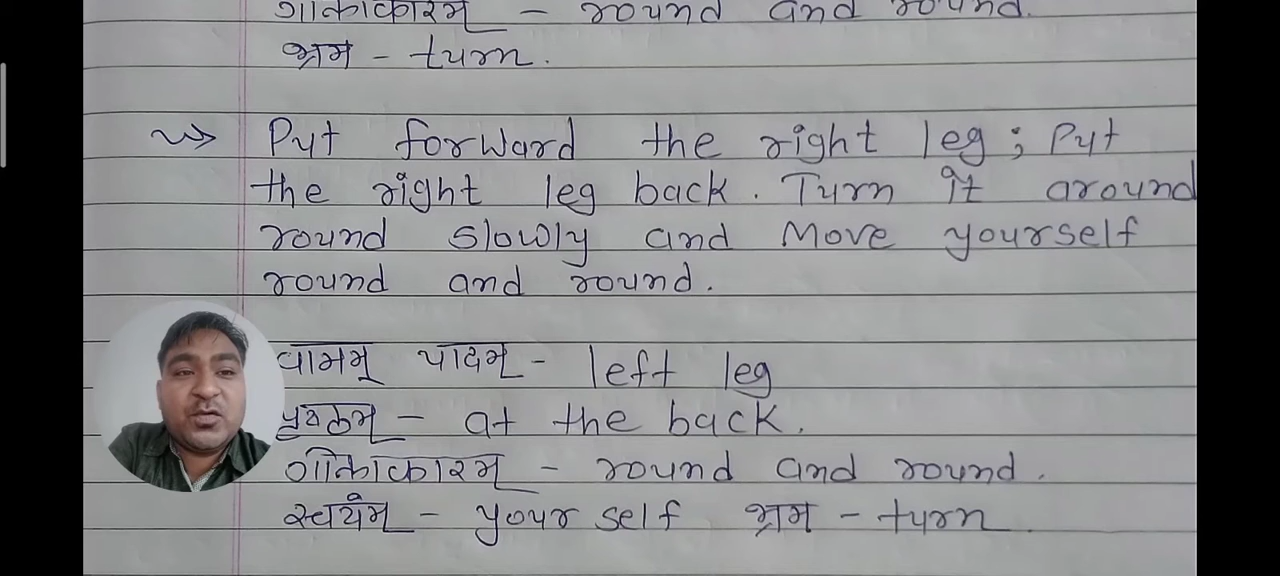 गोलाकारम् - round and round.
भ्रम - turn.
Put forward the right leg; Put
the right leg back. Turn it around
round slowly and Move yourself
round and round.
वामम् पादम् - left leg
पृष्ठतम् - at the back.
गोलाकारम् - round and round.
स्वयंम - your self भ्रम - turn